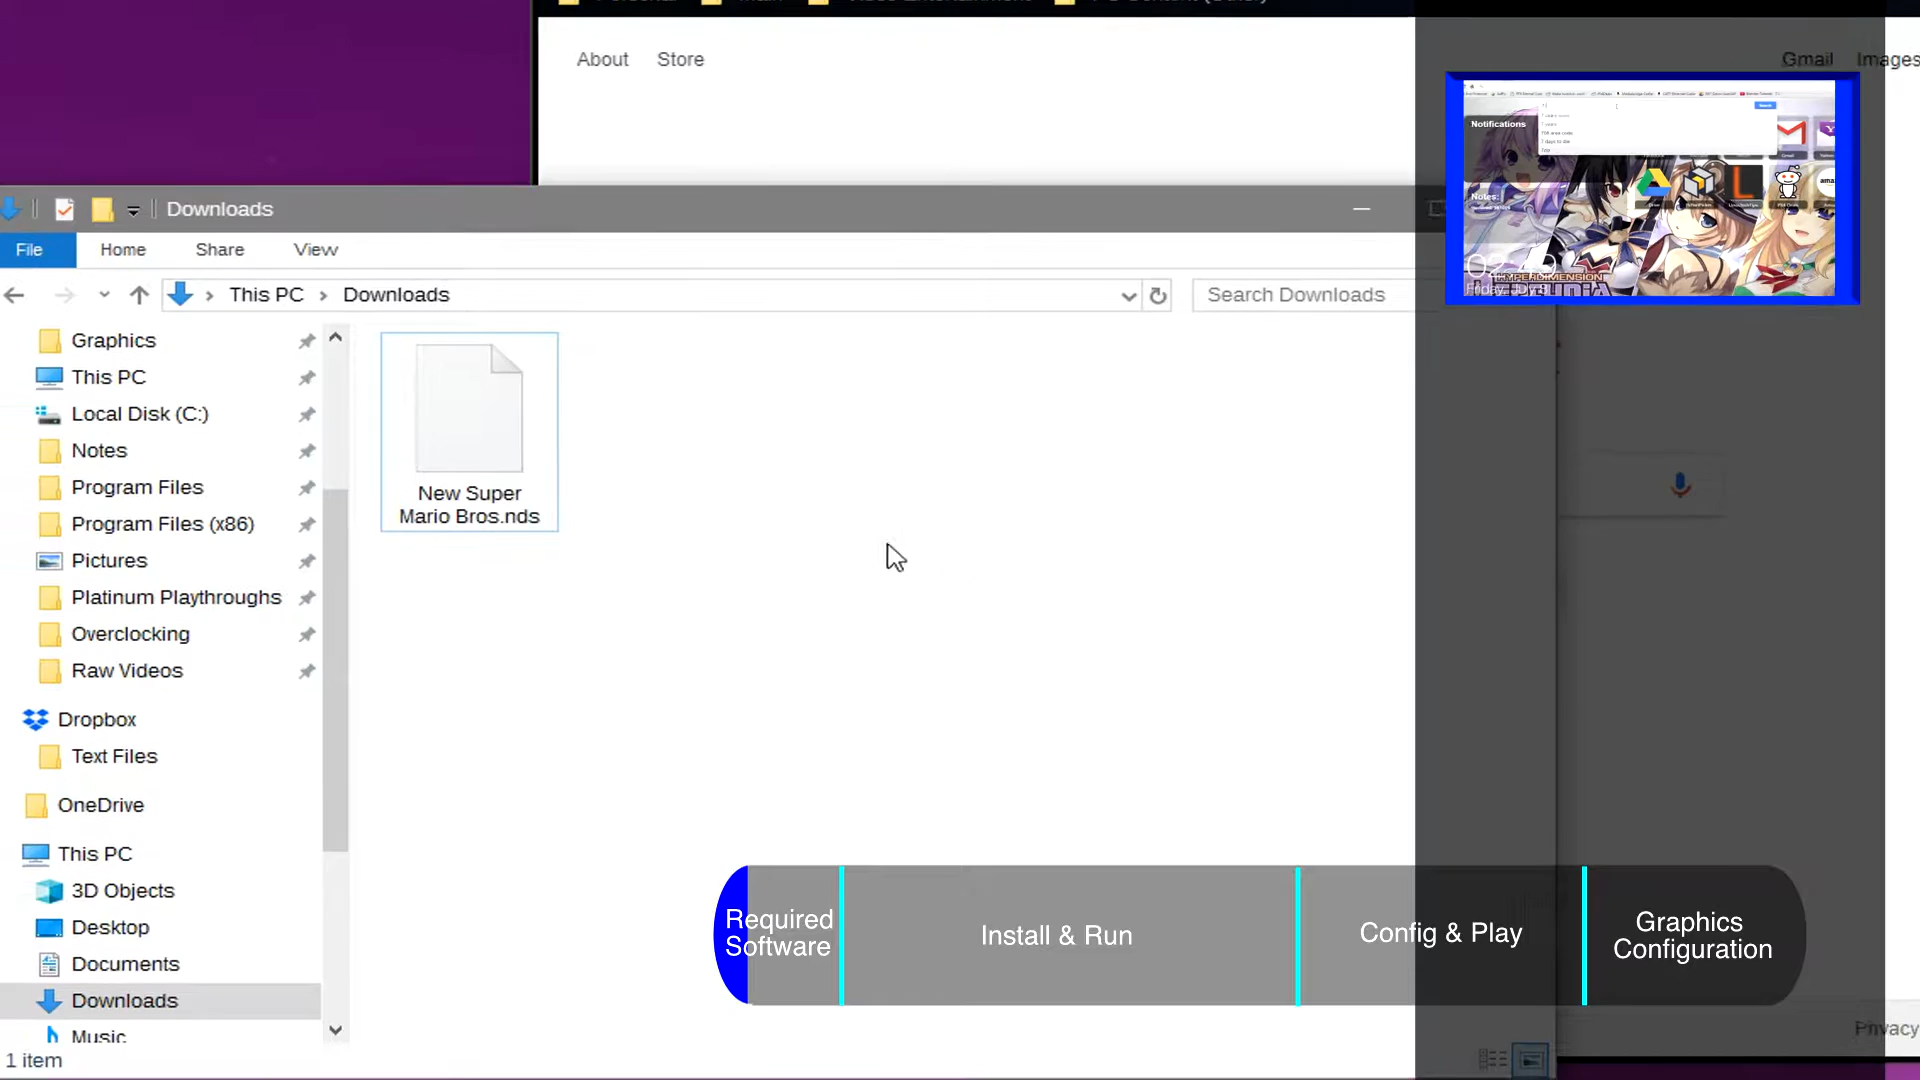 About Store
Gmail Images
Downloads
File Home Share View
This PC Downloads
Search Downloads
Graphics
This PC
Local Disk (C:)
Notes
Program Files
Program Files (x86)
Pictures
Platinum Playthroughs
Overclocking
Raw Videos
Dropbox
Text Files
OneDrive
This PC
3D Objects
Desktop
Documents
Downloads
Music
1 item
New Super
Mario Bros.nds
Notifications
Notes:
HYPERDIMENSION
Required
Software
Install & Run
Config & Play
Graphics
Configuration
Privacy